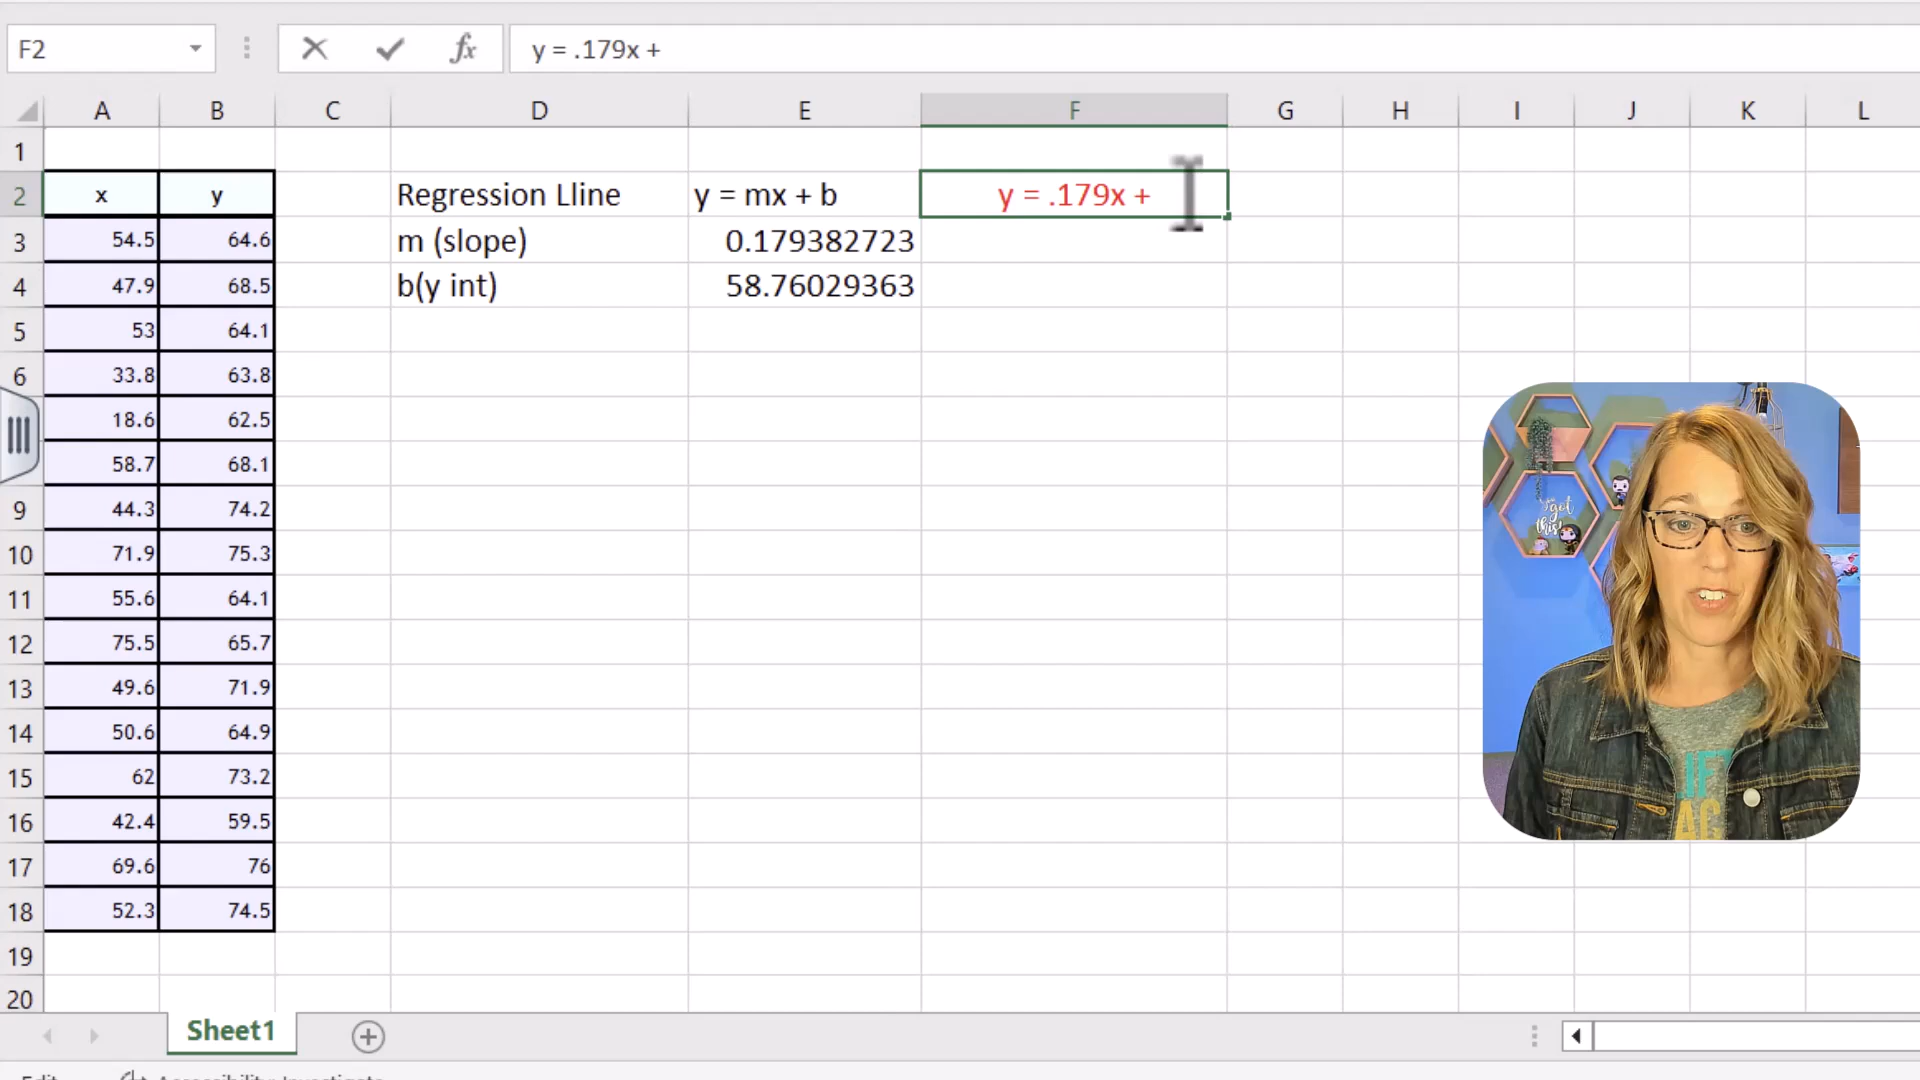 F2
fx
y = .179x +
A B C D E F G H I J K L
1
2 x y Regression Lline y = mx + b y = .179x +
3 54.5 64.6 m (slope) 0.179382723
4 47.9 68.5 b(y int) 58.76029363
5 53 64.1
6 33.8 63.8
18.6 62.5
58.7 68.1
9 44.3 74.2
10 71.9 75.3
11 55.6 64.1
12 75.5 65.7
13 49.6 71.9
14 50.6 64.9
15 62 73.2
16 42.4 59.5
17 69.6 76
18 52.3 74.5
19
20
got
this!
Sheet1